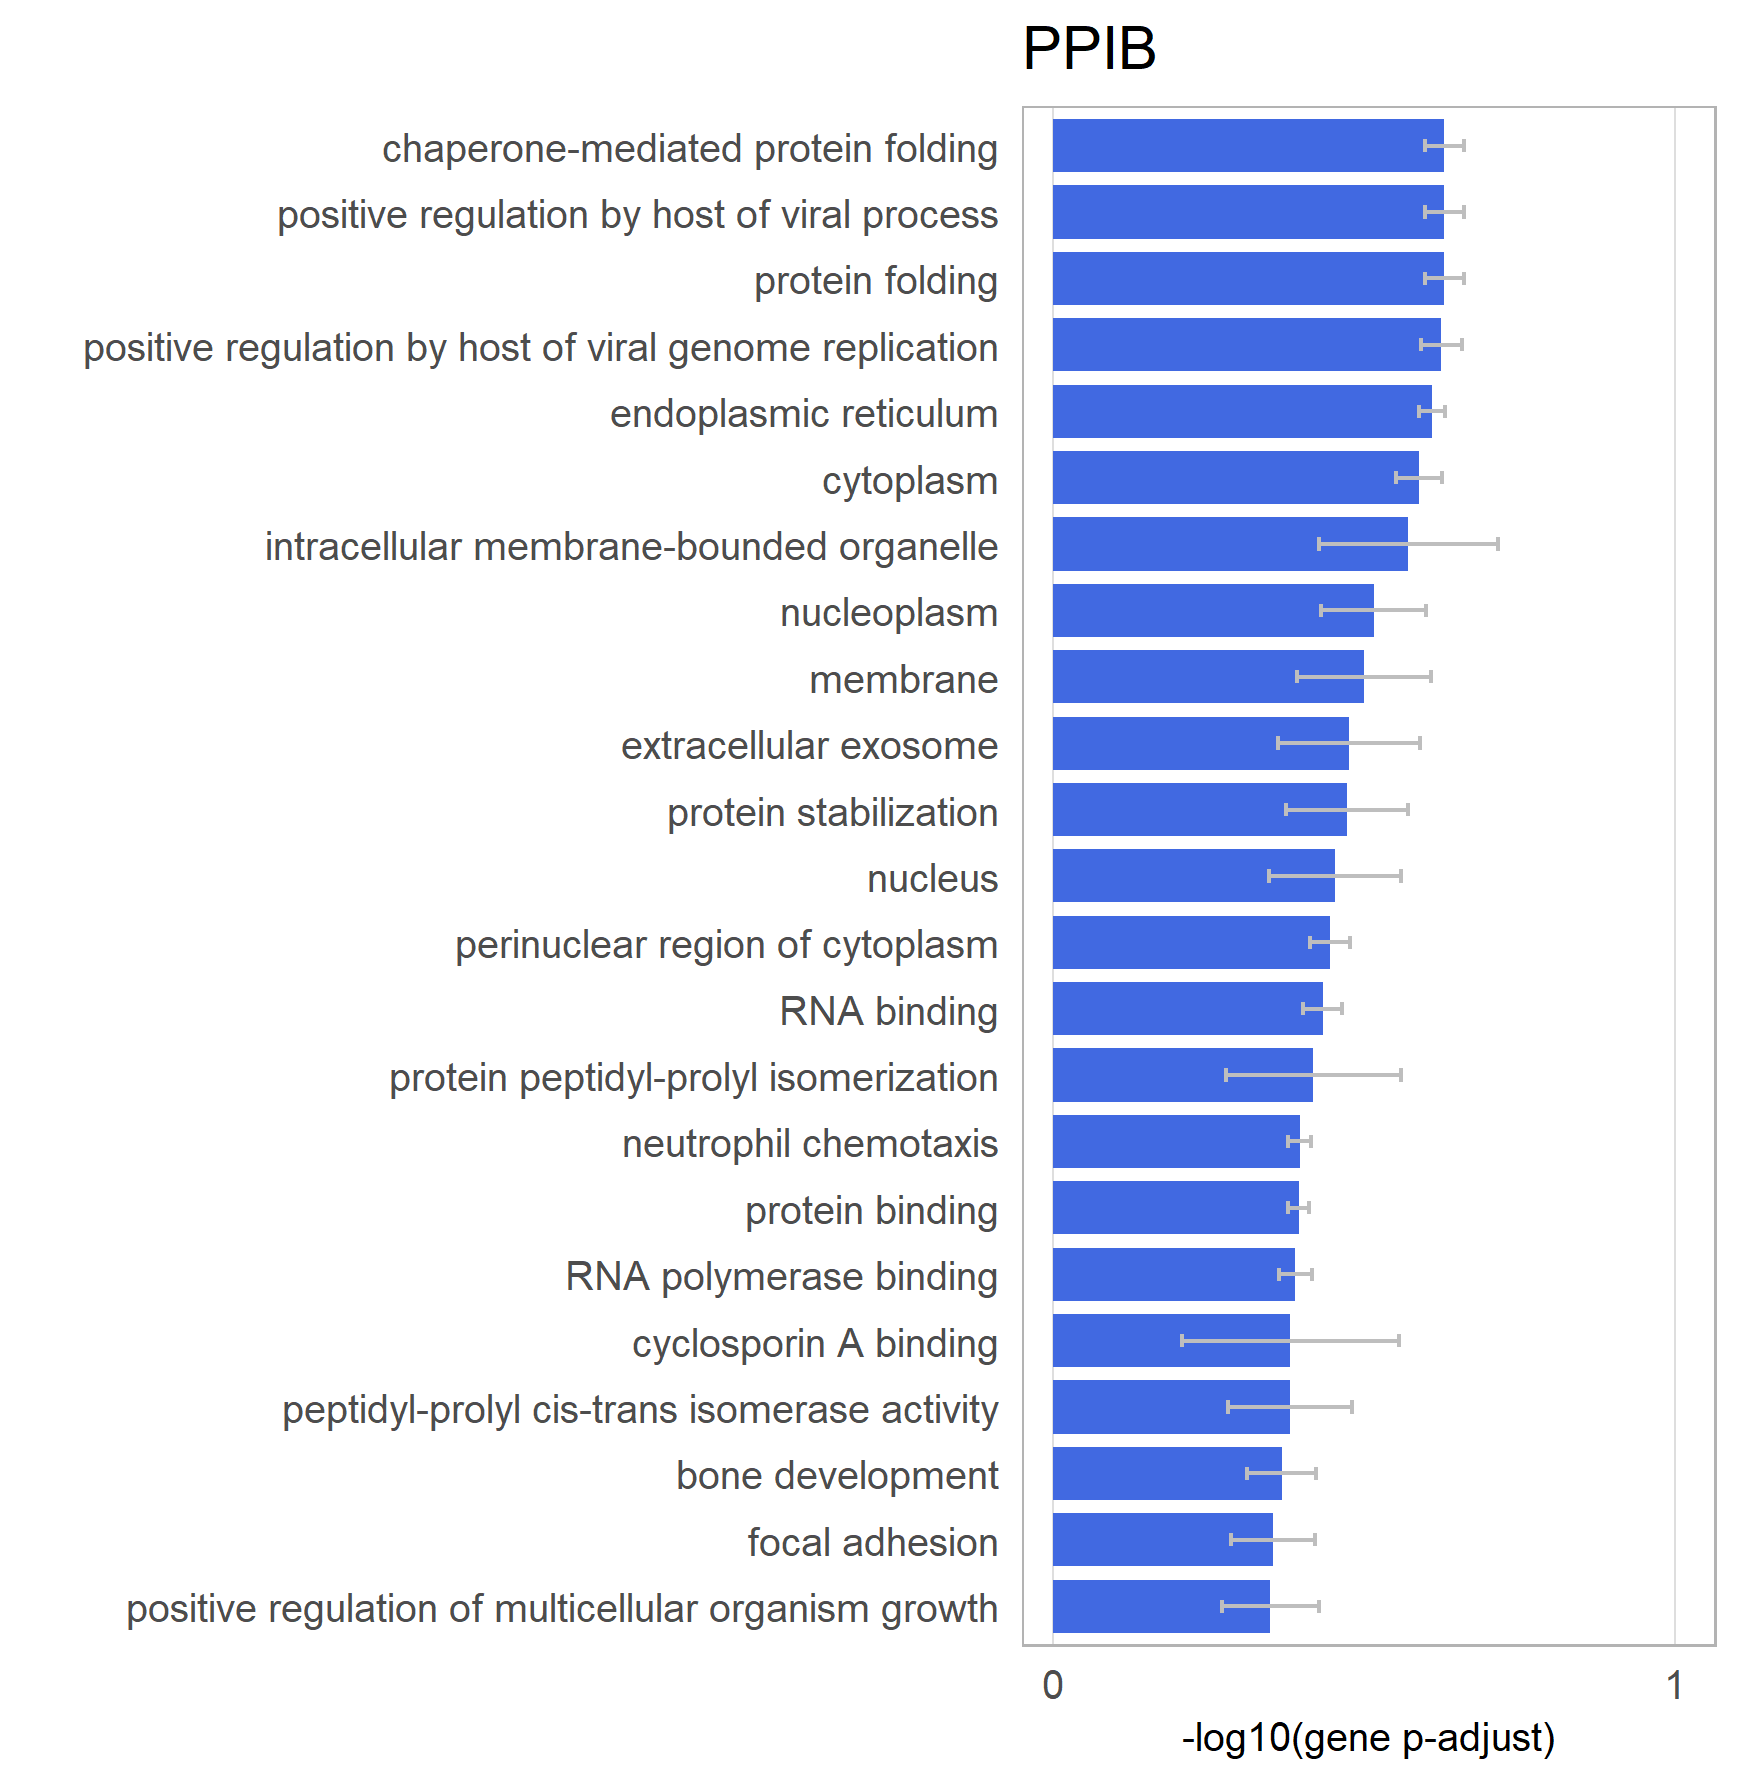 PPIB
chaperone-mediated protein folding
positive regulation by host of viral process
protein folding
positive regulation by host of viral genome replication
endoplasmic reticulum
cytoplasm
intracellular membrane-bounded organelle
nucleoplasm
membrane
extracellular exosome
protein stabilization
nucleus
perinuclear region of cytoplasm
RNA binding
protein peptidyl-prolyl isomerization
neutrophil chemotaxis
protein binding
RNA polymerase binding
cyclosporin A binding
peptidyl-prolyl cis-trans isomerase activity
bone development
focal adhesion
positive regulation of multicellular organism growth
0 1
-log10(gene p-adjust)